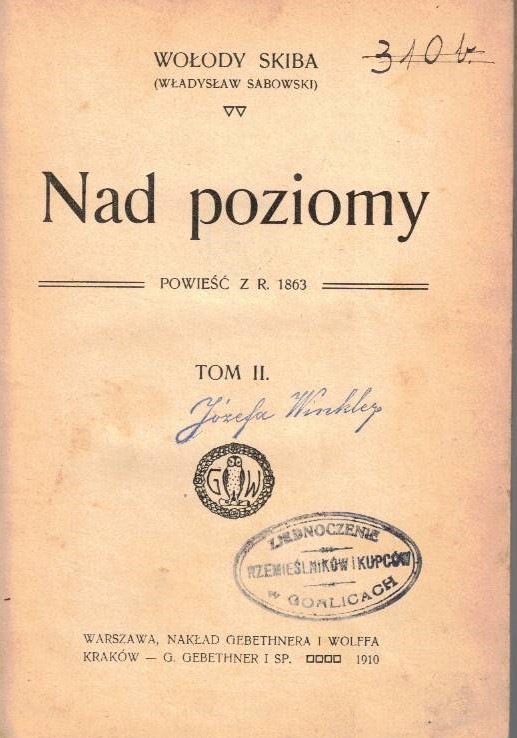 WOŁODY SKIBA
310 b.
(WŁADYSŁAW SABOWSKI)
Nad poziomy
POWIEŚĆ Z R. 1863
TOM II.
Józefa Winkler
G W
ZJEDNOCZENIE
RZEMIEŚLNIKÓW I KUPCÓW
w GORLICACH
WARSZAWA, NAKŁAD GEBETHNERA I WOLFFA
KRAKÓW — G. GEBETHNER I SP. 1910